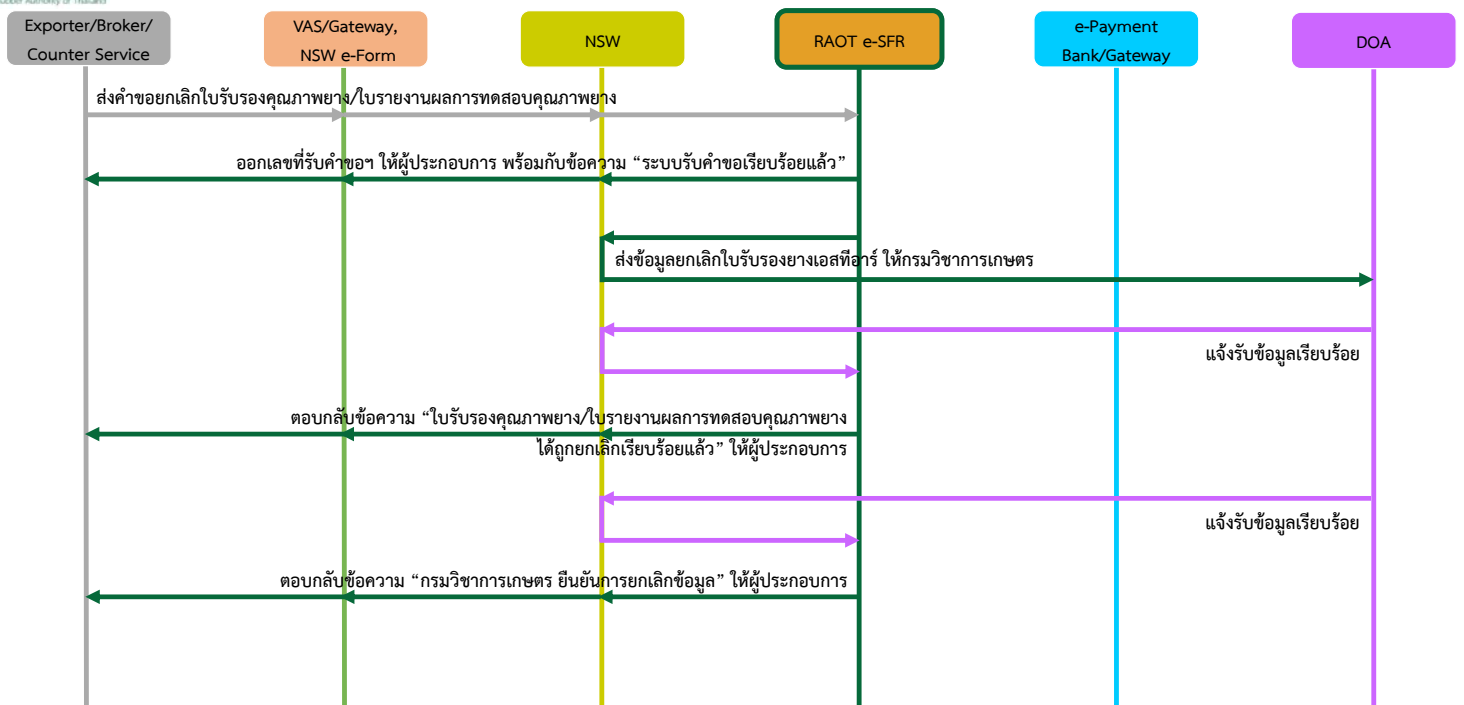 Rubber Authority of Thailand
Exporter/Broker/
Counter Service
VAS/Gateway,
NSW e-Form
NSW
RAOT e-SFR
e-Payment
Bank/Gateway
DOA
ส่งคำขอยกเลิกใบรับรองคุณภาพยาง/ใบรายงานผลการทดสอบคุณภาพยาง
ออกเลขที่รับคำขอฯ ให้ผู้ประกอบการ พร้อมกับข้อความ “ระบบรับคำขอเรียบร้อยแล้ว”
ส่งข้อมูลยกเลิกใบรับรองยางเอสทีอาร์ ให้กรมวิชาการเกษตร
แจ้งรับข้อมูลเรียบร้อย
ตอบกลับข้อความ “ใบรับรองคุณภาพยาง/ใบรายงานผลการทดสอบคุณภาพยาง
ได้ถูกยกเลิกเรียบร้อยแล้ว” ให้ผู้ประกอบการ
แจ้งรับข้อมูลเรียบร้อย
ตอบกลับข้อความ “กรมวิชาการเกษตร ยืนยันการยกเลิกข้อมูล” ให้ผู้ประกอบการ